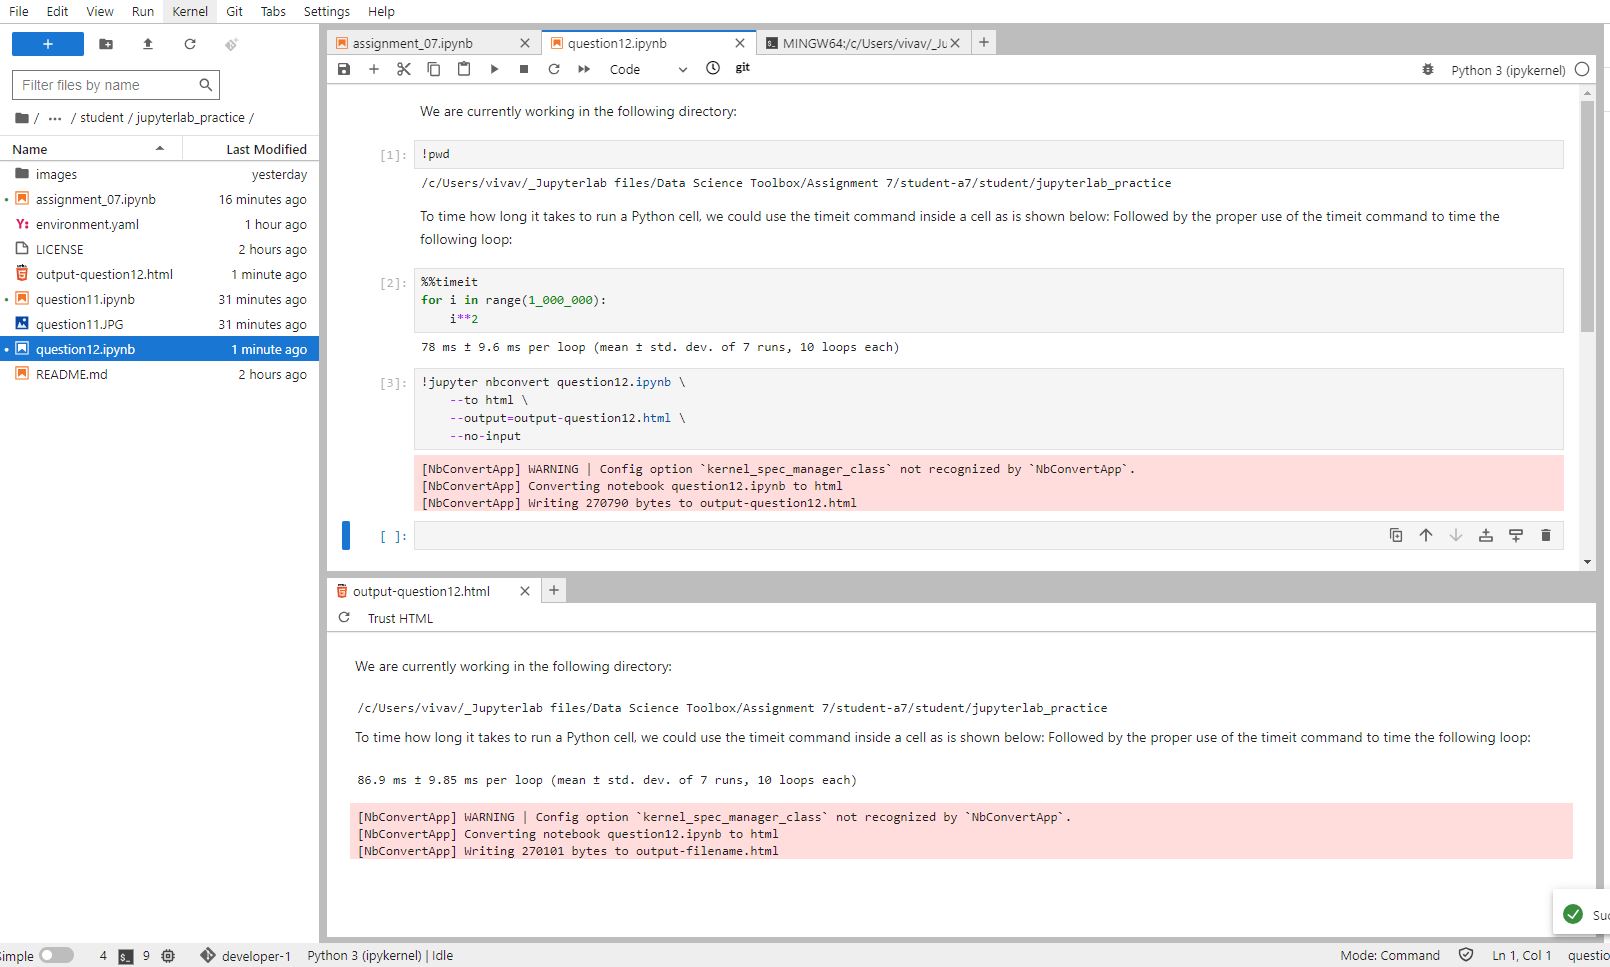 File Edit View Run Kernel Git Tabs Settings Help
Filter files by name
/ ··· / student / jupyterlab_practice /
Name Last Modified
images yesterday
assignment_07.ipynb 16 minutes ago
Y: environment.yaml 1 hour ago
LICENSE 2 hours ago
output-question12.html 1 minute ago
question11.ipynb 31 minutes ago
question11.JPG 31 minutes ago
question12.ipynb 1 minute ago
README.md 2 hours ago
assignment_07.ipynb question12.ipynb MINGW64:/c/Users/vivav/_Ju
Code git Python 3 (ipykernel)
We are currently working in the following directory:
[1]: !pwd
/c/Users/vivav/_Jupyterlab files/Data Science Toolbox/Assignment 7/student-a7/student/jupyterlab_practice
To time how long it takes to run a Python cell, we could use the timeit command inside a cell as is shown below: Followed by the proper use of the timeit command to time the
following loop:
[2]: %%timeit
for i in range(1_000_000):
i**2
78 ms ± 9.6 ms per loop (mean ± std. dev. of 7 runs, 10 loops each)
[3]: !jupyter nbconvert question12.ipynb \
--to html \
--output=output-question12.html \
--no-input
[NbConvertApp] WARNING | Config option `kernel_spec_manager_class` not recognized by `NbConvertApp`.
[NbConvertApp] Converting notebook question12.ipynb to html
[NbConvertApp] Writing 270790 bytes to output-question12.html
[ ]:
output-question12.html
Trust HTML
We are currently working in the following directory:
/c/Users/vivav/_Jupyterlab files/Data Science Toolbox/Assignment 7/student-a7/student/jupyterlab_practice
To time how long it takes to run a Python cell, we could use the timeit command inside a cell as is shown below: Followed by the proper use of the timeit command to time the following loop:
86.9 ms ± 9.85 ms per loop (mean ± std. dev. of 7 runs, 10 loops each)
[NbConvertApp] WARNING | Config option `kernel_spec_manager_class` not recognized by `NbConvertApp`.
[NbConvertApp] Converting notebook question12.ipynb to html
[NbConvertApp] Writing 270101 bytes to output-filename.html
Suc
imple 4 $_ 9 developer-1 Python 3 (ipykernel) | Idle Mode: Command Ln 1, Col 1 questio